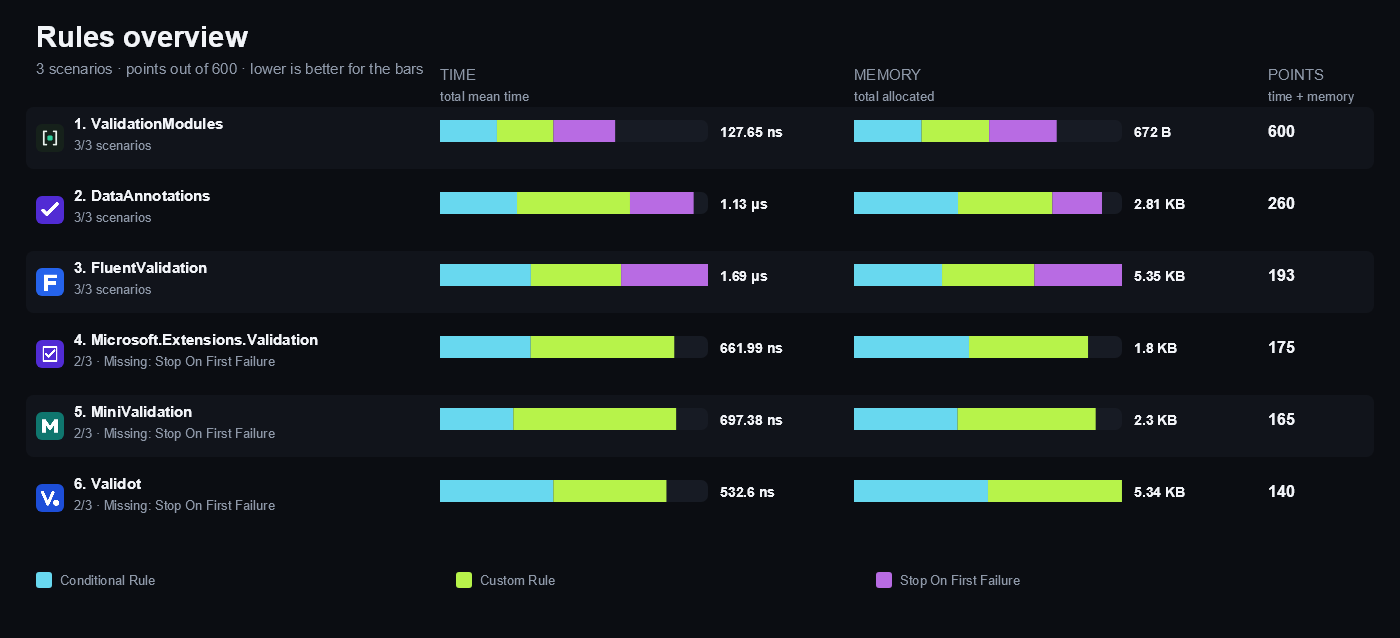 Rules overview
3 scenarios · points out of 600 · lower is better for the bars
TIME
total mean time
MEMORY
total allocated
POINTS
time + memory
1. ValidationModules
3/3 scenarios
127.65 ns
672 B
600
2. DataAnnotations
3/3 scenarios
1.13 µs
2.81 KB
260
F
3. FluentValidation
3/3 scenarios
1.69 µs
5.35 KB
193
4. Microsoft.Extensions.Validation
2/3 · Missing: Stop On First Failure
661.99 ns
1.8 KB
175
M
5. MiniValidation
2/3 · Missing: Stop On First Failure
697.38 ns
2.3 KB
165
V.
6. Validot
2/3 · Missing: Stop On First Failure
532.6 ns
5.34 KB
140
Conditional Rule
Custom Rule
Stop On First Failure